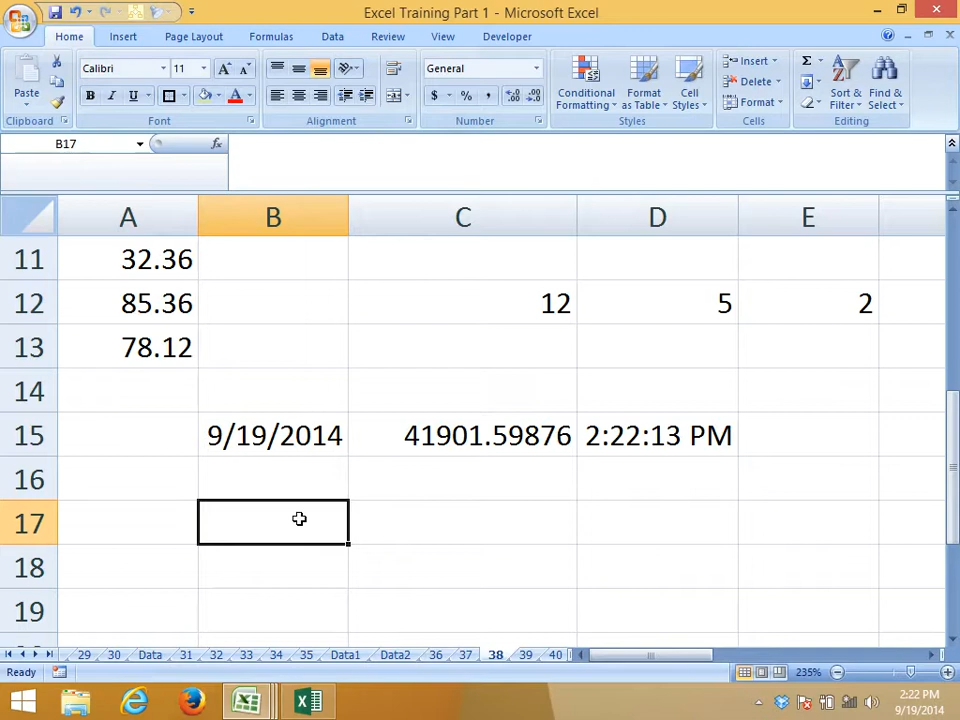 Excel Training Part 1 - Microsoft Excel
Home Insert Page Layout Formulas Data Review View Developer
Paste
Calibri 11 A A
B I U A
General
$ % ,
Conditional Formatting
Format as Table
Cell Styles
Insert
Delete
Format
Σ
Sort & Filter
Find & Select
Clipboard Font Alignment Number Styles Cells Editing
B17 fx
A B C D E
11 32.36
12 85.36 12 5 2
13 78.12
14
15 9/19/2014 41901.59876 2:22:13 PM
16
17
18
19
29 30 Data 31 32 33 34 35 Data1 Data2 36 37 38 39 40
Ready 235%
2:22 PM
9/19/2014